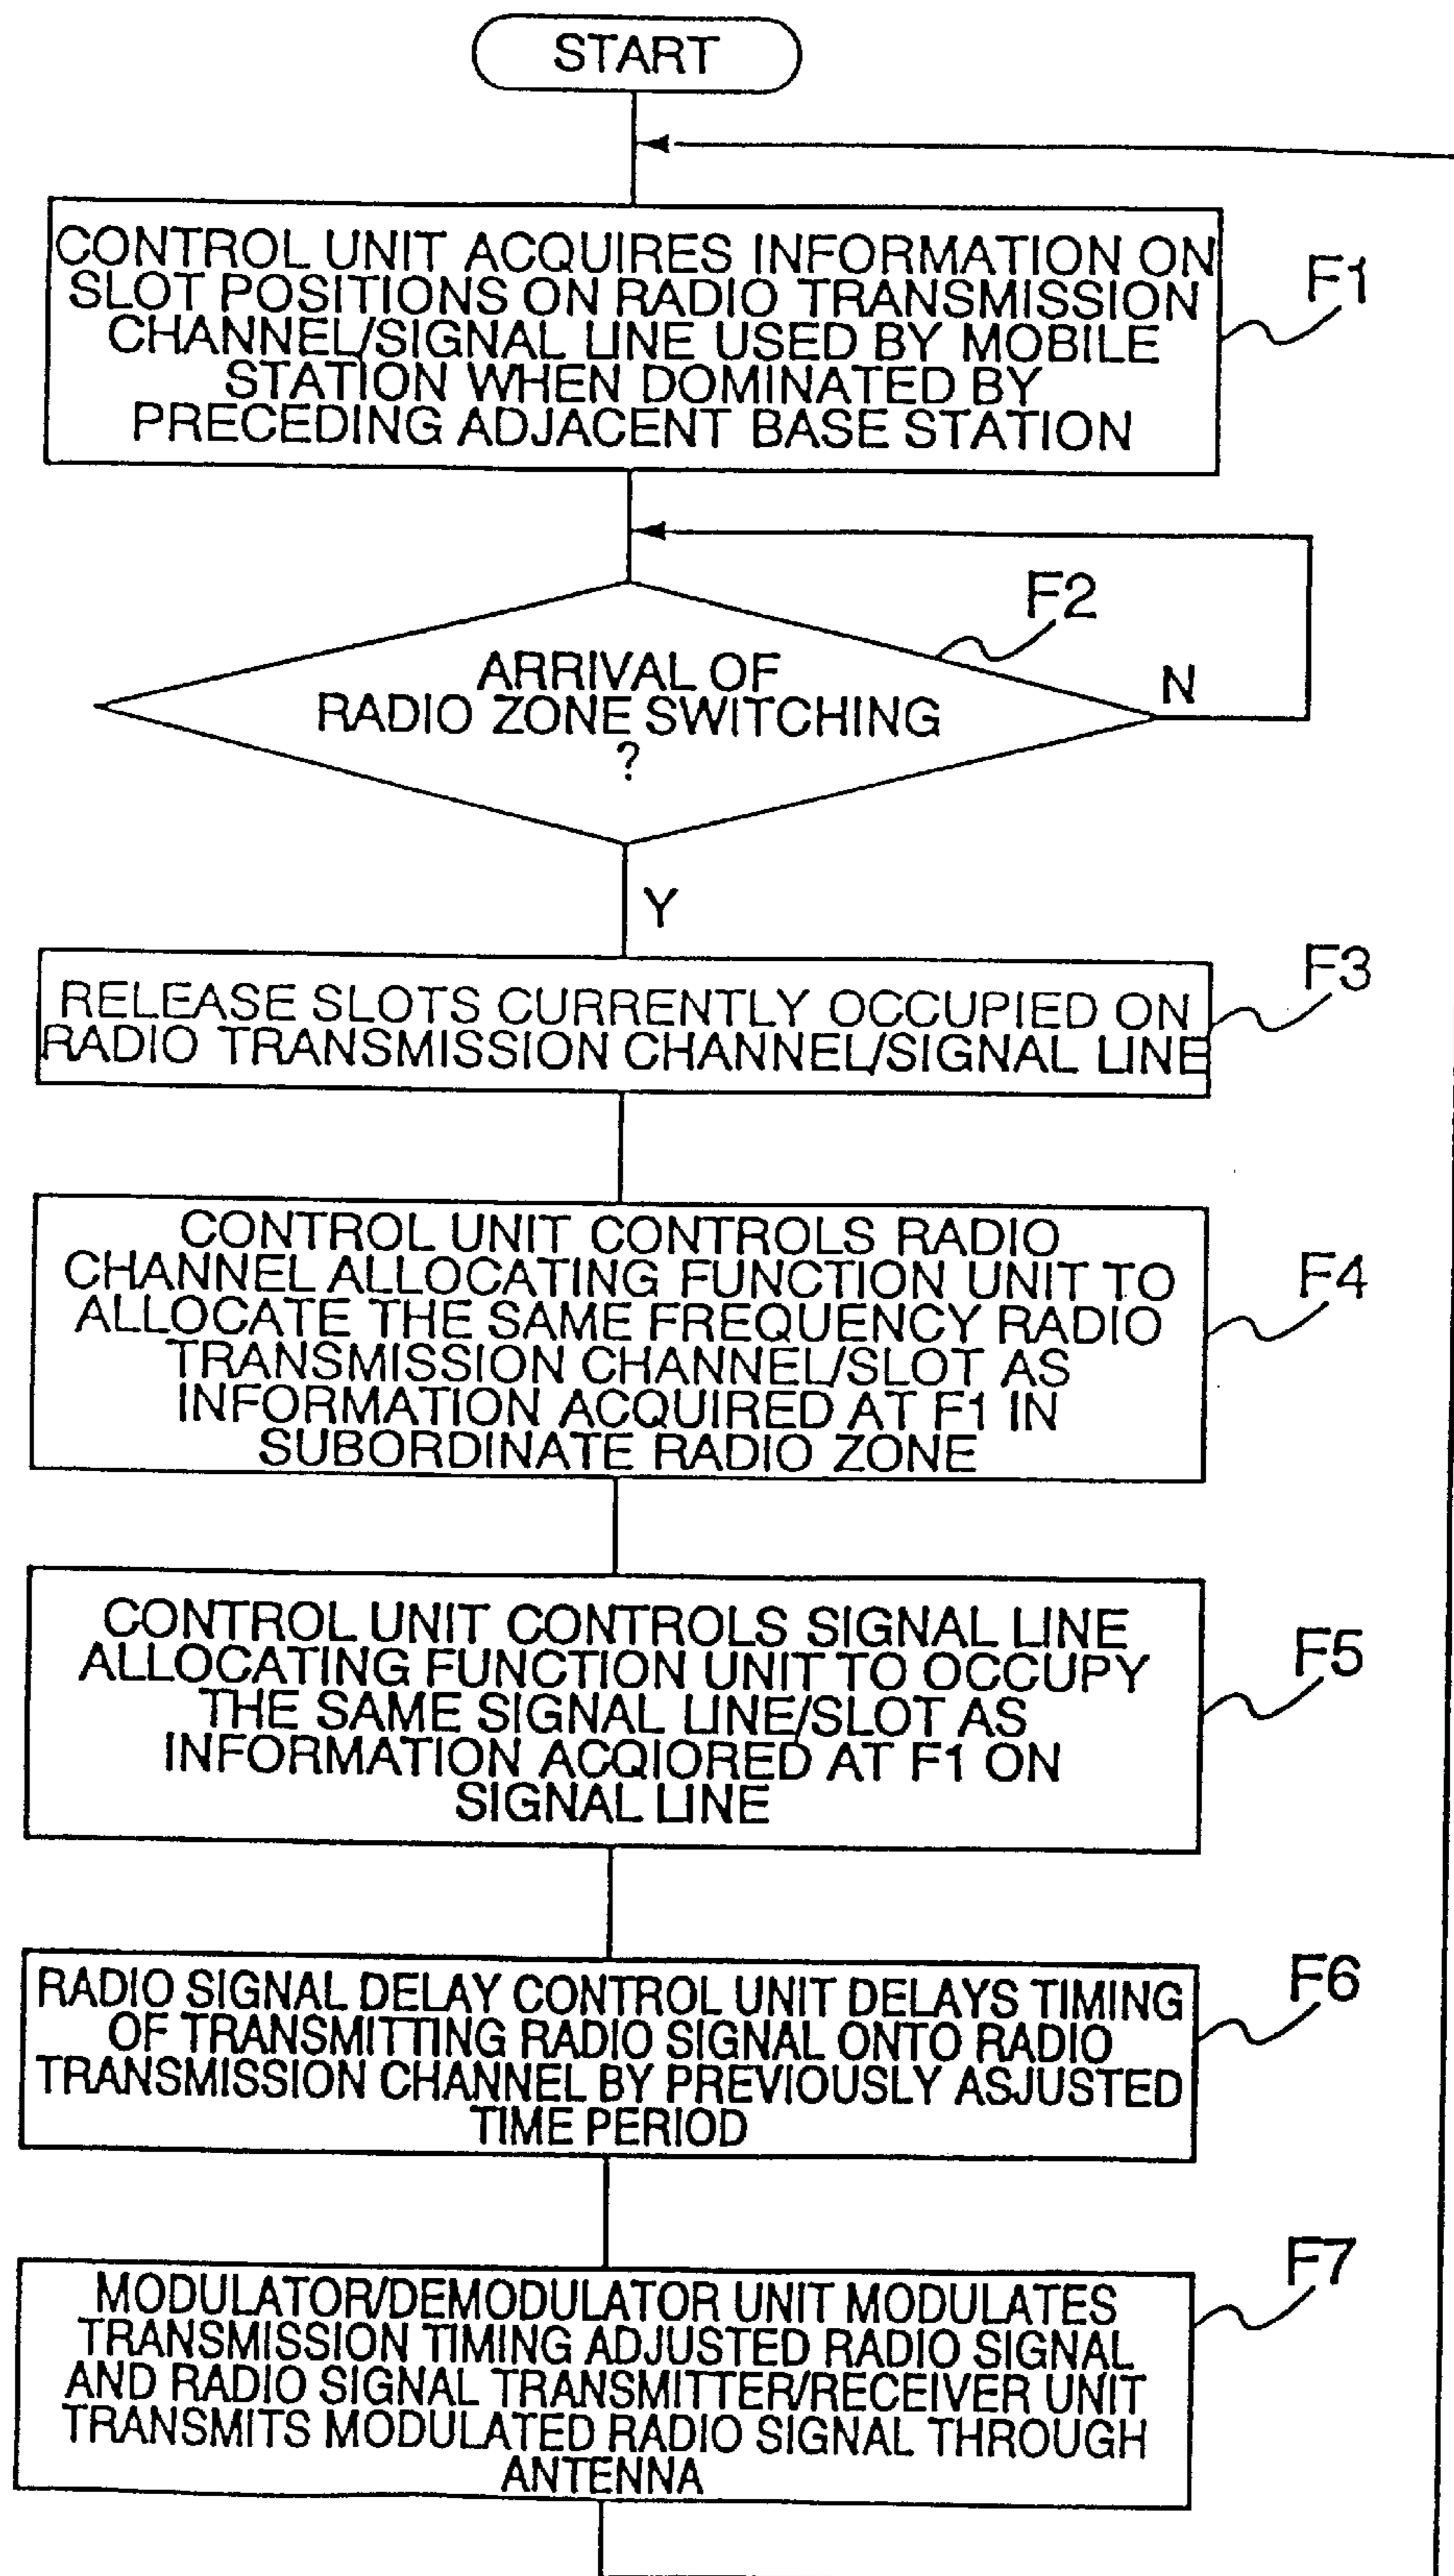 START
CONTROL UNIT ACQUIRES INFORMATION ON
SLOT POSITIONS ON RADIO TRANSMISSION
CHANNEL/SIGNAL LINE USED BY MOBILE
STATION WHEN DOMINATED BY
PRECEDING ADJACENT BASE STATION
F1
F2
ARRIVAL OF
RADIO ZONE SWITCHING
?
N
Y
F3
RELEASE SLOTS CURRENTLY OCCUPIED ON
RADIO TRANSMISSION CHANNEL/SIGNAL LINE
CONTROL UNIT CONTROLS RADIO
CHANNEL ALLOCATING FUNCTION UNIT TO
ALLOCATE THE SAME FREQUENCY RADIO
TRANSMISSION CHANNEL/SLOT AS
INFORMATION ACQUIRED AT F1 IN
SUBORDINATE RADIO ZONE
F4
CONTROL UNIT CONTROLS SIGNAL LINE
ALLOCATING FUNCTION UNIT TO OCCUPY
THE SAME SIGNAL LINE/SLOT AS
INFORMATION ACQIORED AT F1 ON
SIGNAL LINE
F5
RADIO SIGNAL DELAY CONTROL UNIT DELAYS TIMING
OF TRANSMITTING RADIO SIGNAL ONTO RADIO
TRANSMISSION CHANNEL BY PREVIOUSLY ASJUSTED
TIME PERIOD
F6
MODULATOR/DEMODULATOR UNIT MODULATES
TRANSMISSION TIMING ADJUSTED RADIO SIGNAL
AND RADIO SIGNAL TRANSMITTER/RECEIVER UNIT
TRANSMITS MODULATED RADIO SIGNAL THROUGH
ANTENNA
F7